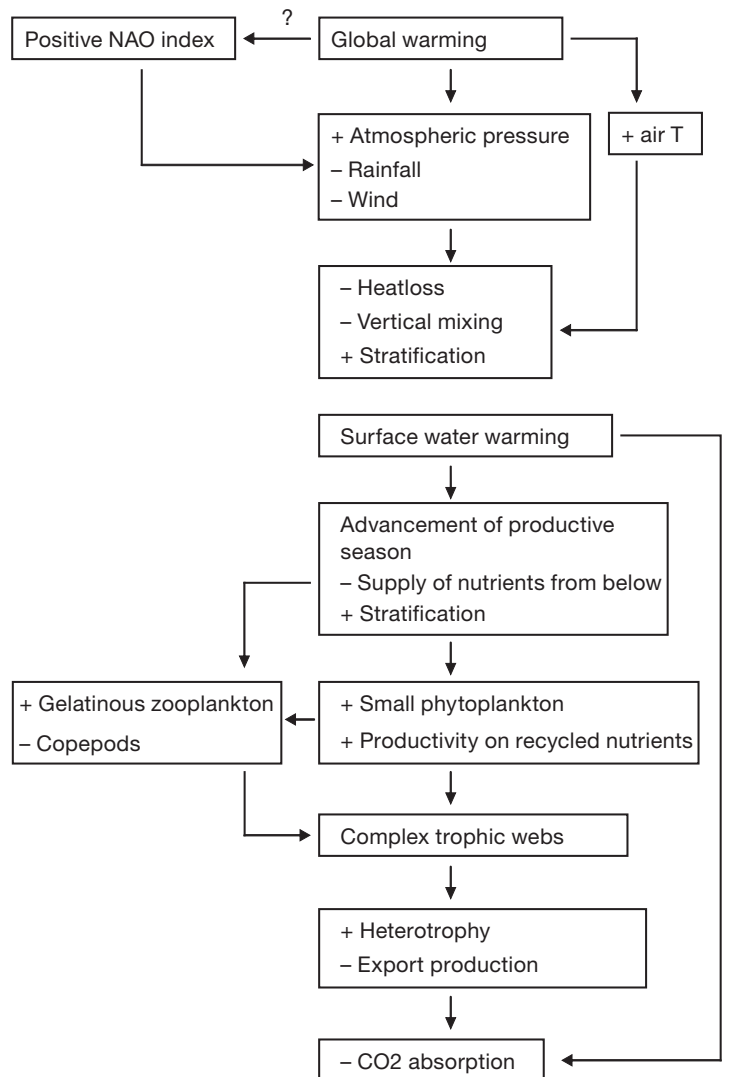 ?
Positive NAO index
Global warming
+ Atmospheric pressure
– Rainfall
– Wind
+ air T
– Heatloss
– Vertical mixing
+ Stratification
Surface water warming
Advancement of productive
season
– Supply of nutrients from below
+ Stratification
+ Gelatinous zooplankton
– Copepods
+ Small phytoplankton
+ Productivity on recycled nutrients
Complex trophic webs
+ Heterotrophy
– Export production
– CO2 absorption